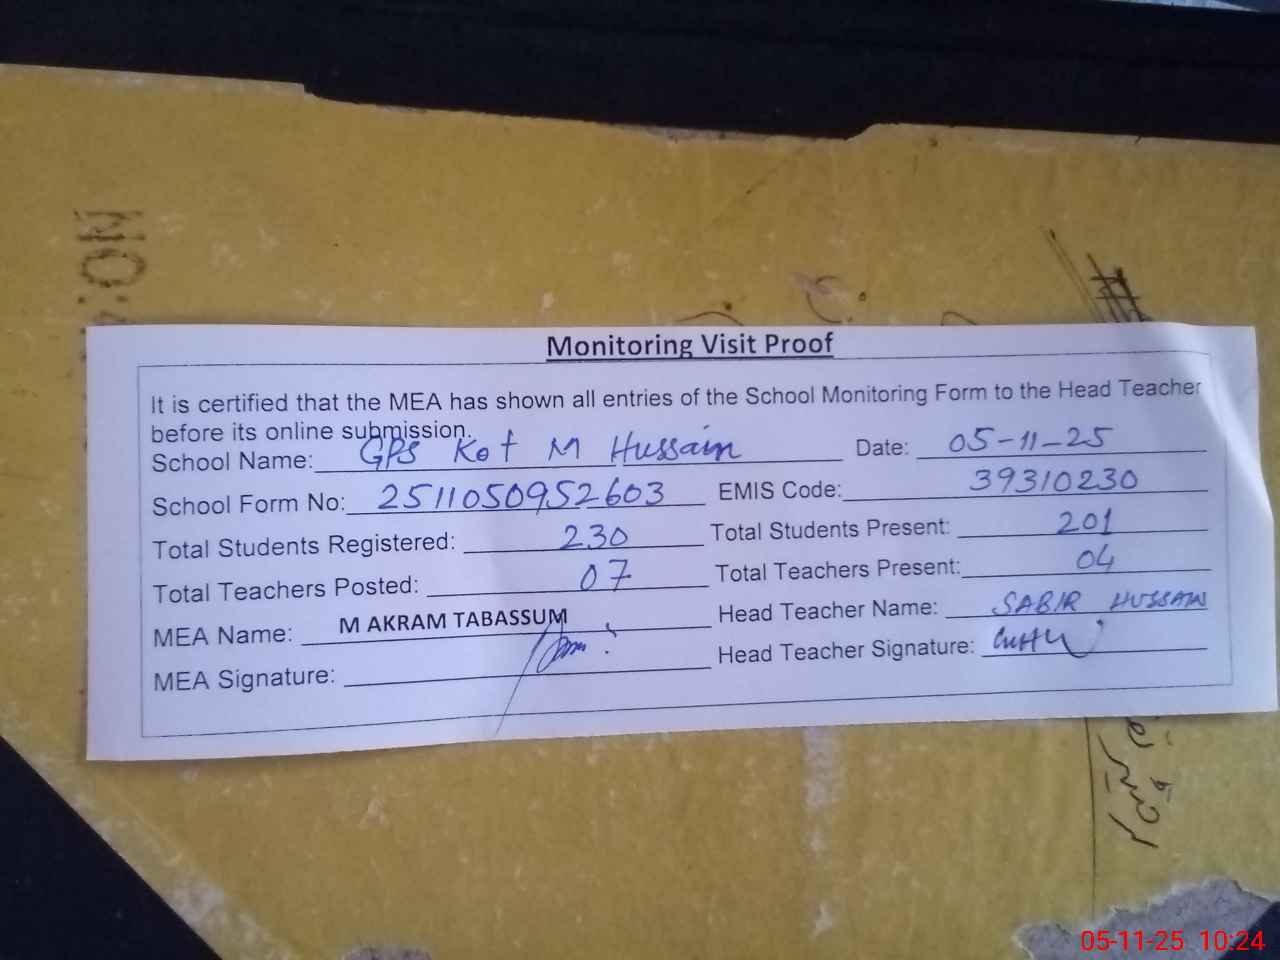 NO:
Monitoring Visit Proof
It is certified that the MEA has shown all entries of the School Monitoring Form to the Head Teacher
before its online submission.
School Name: GPS Kot M Hussain Date: 05-11-25
School Form No: 2511050952603 EMIS Code: 39310230
Total Students Registered: 230 Total Students Present: 201
Total Teachers Posted: 07 Total Teachers Present: 04
MEA Name: M AKRAM TABASSUM Head Teacher Name: SABIR HUSSAIN
MEA Signature: Head Teacher Signature:
05-11-25 10:24